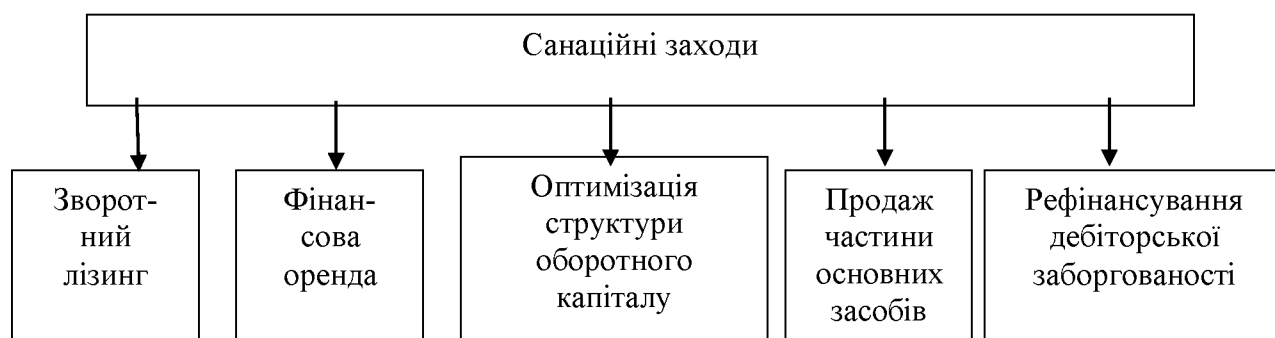 Санаційні заходи
Зворот-
ний
лізинг
Фінан-
сова
оренда
Оптимізація
структури
оборотного
капіталу
Продаж
частини
основних
засобів
Рефінансування
дебіторської
заборгованості